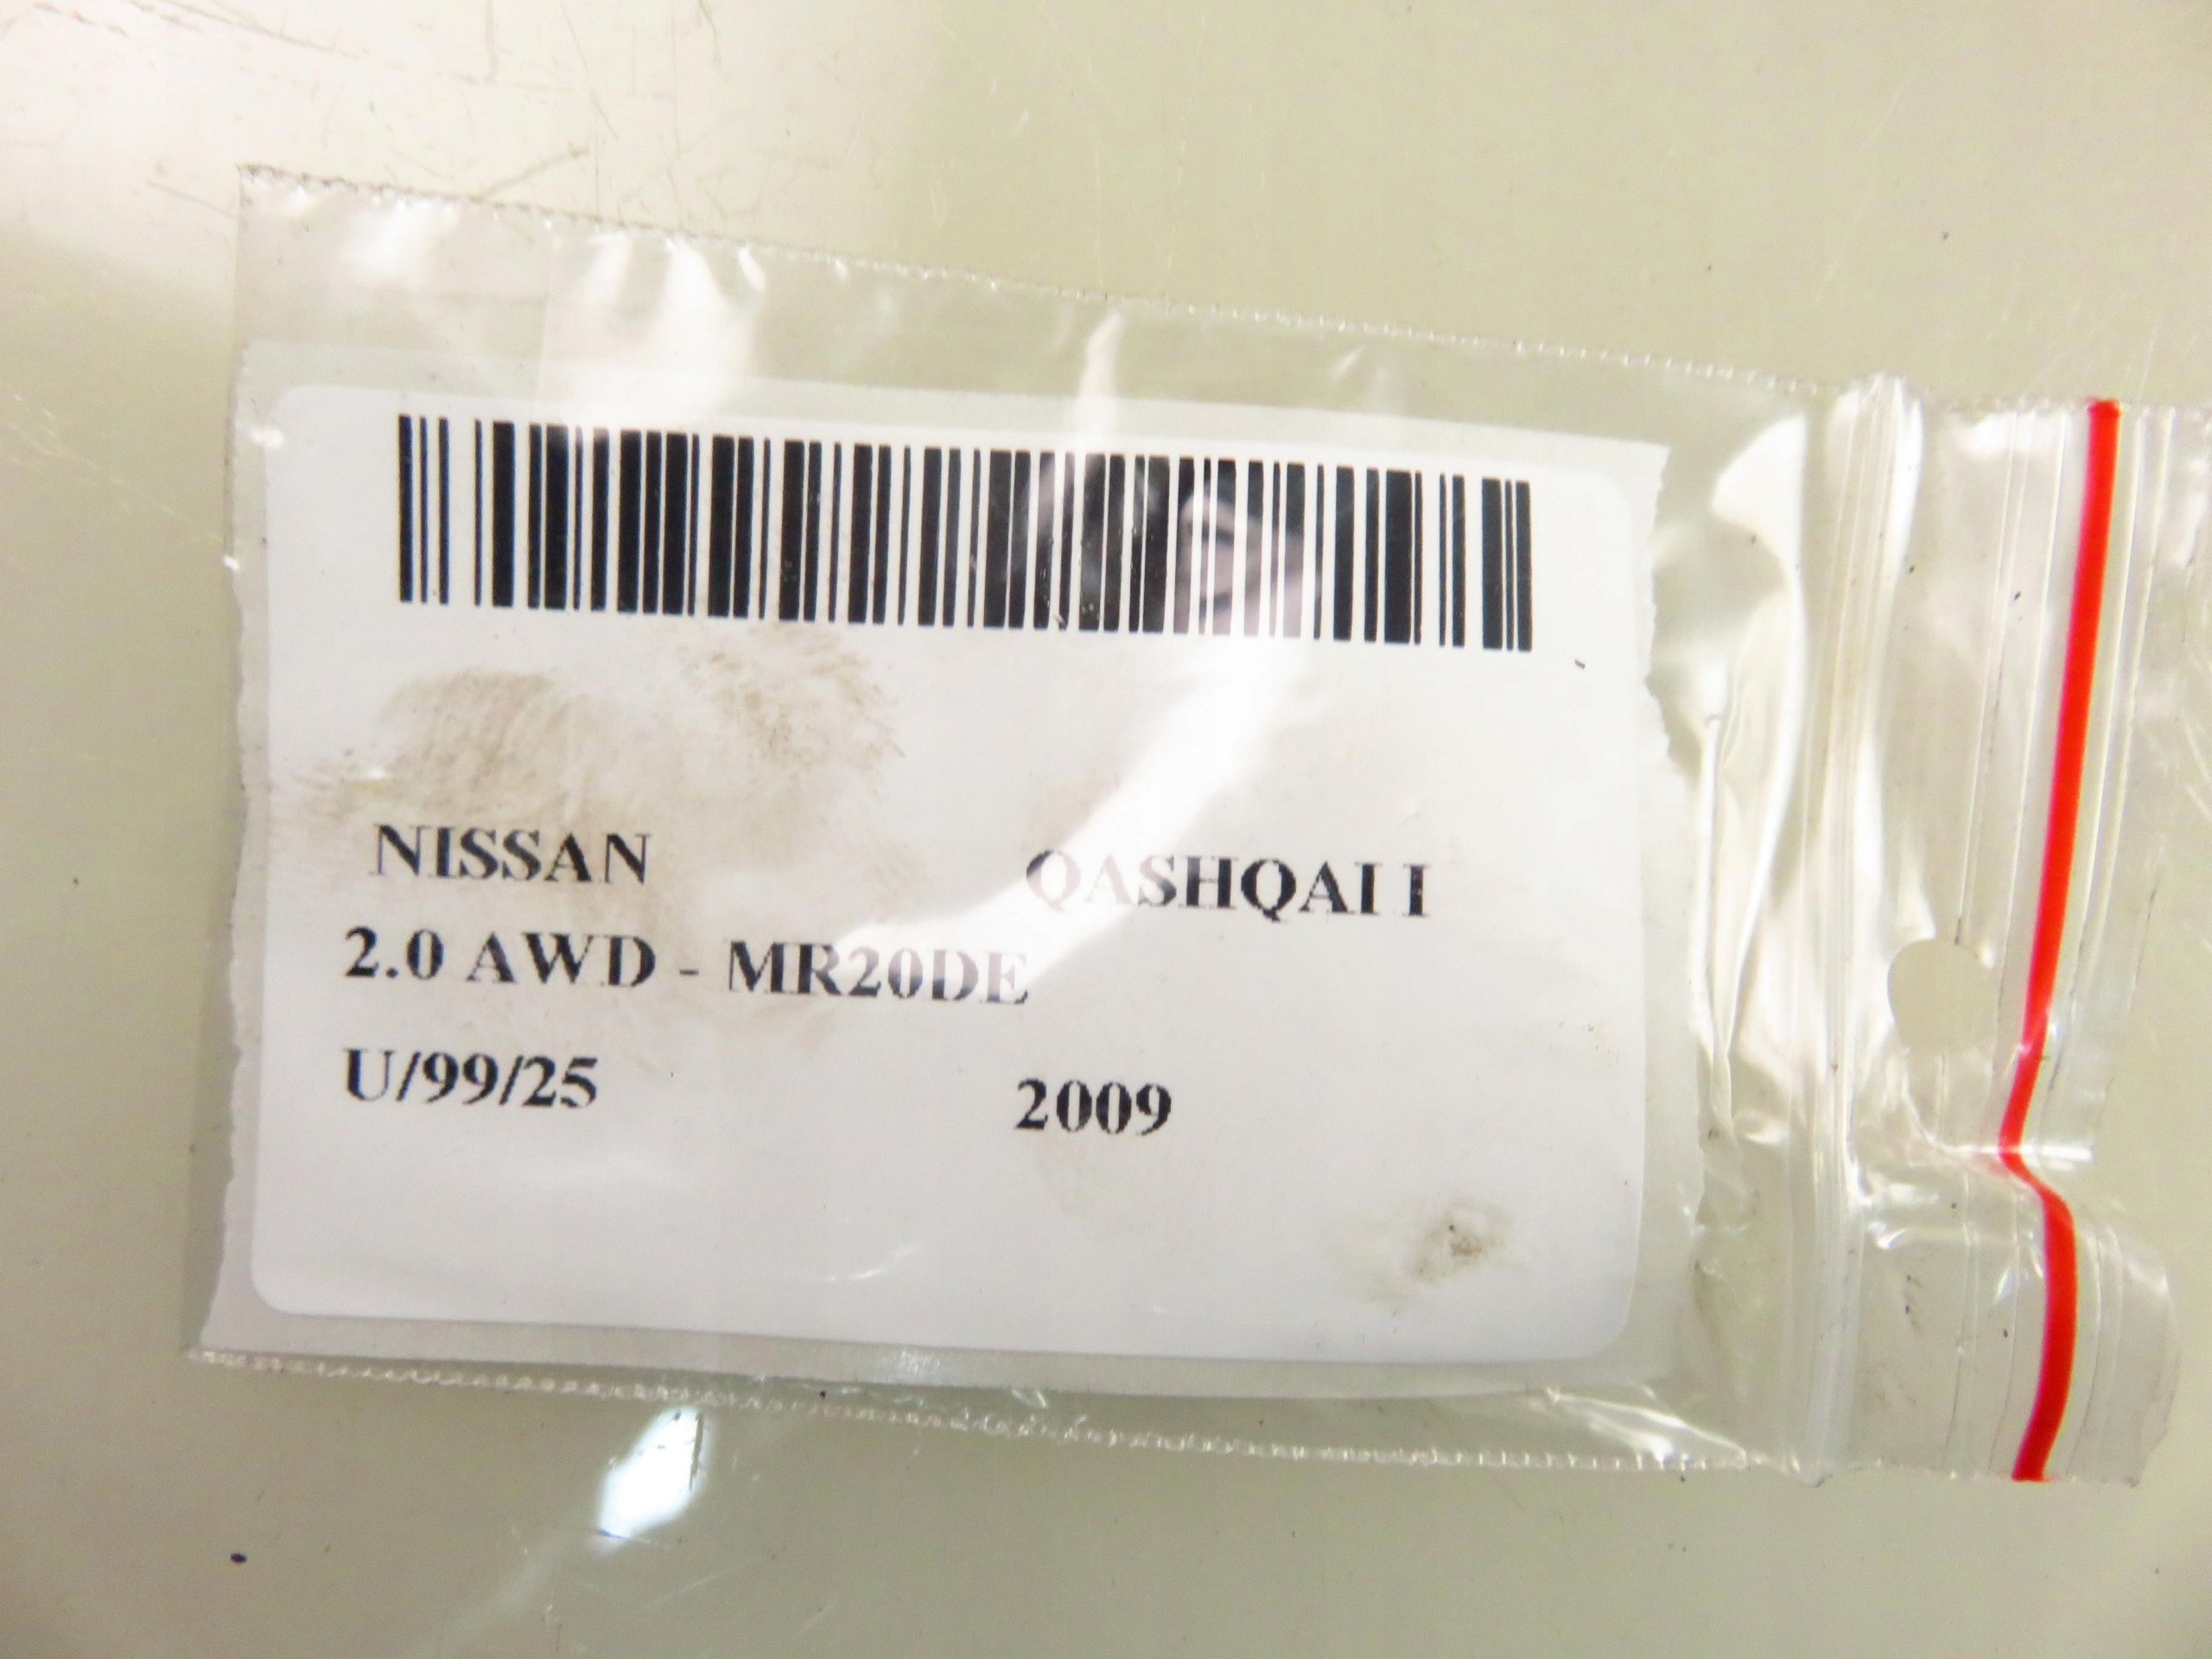 NISSAN QASHQAI I
2.0 AWD - MR20DE
U/99/25 2009